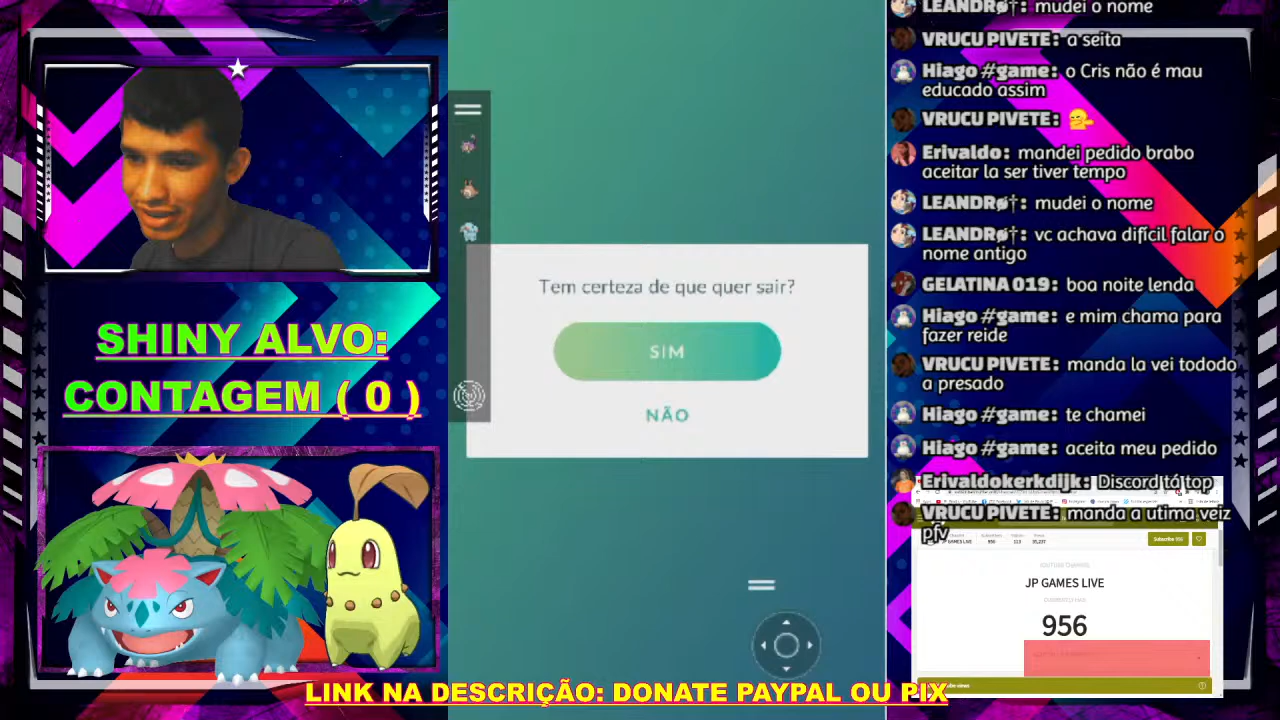 SHINY ALVO:
CONTAGEM ( 0 )
Tem certeza de que quer sair?
SIM
NÃO
LEANDRø†: mudei o nome
VRUCU PIVETE: a seita
Hiago #game: o Cris não é mau
educado assim
VRUCU PIVETE:
Erivaldo: mandei pedido brabo
aceitar la ser tiver tempo
LEANDRø†: mudei o nome
LEANDRø†: vc achava difícil falar o
nome antigo
GELATINA 019: boa noite lenda
Hiago #game: e mim chama para
fazer reide
VRUCU PIVETE: manda la vei tododo
a presado
Hiago #game: te chamei
Hiago #game: aceita meu pedido
Erivaldokerkdijk: Discord tá top
VRUCU PIVETE: manda a utima veiz
pfv
JP GAMES LIVE
956
LINK NA DESCRIÇÃO: DONATE PAYPAL OU PIX